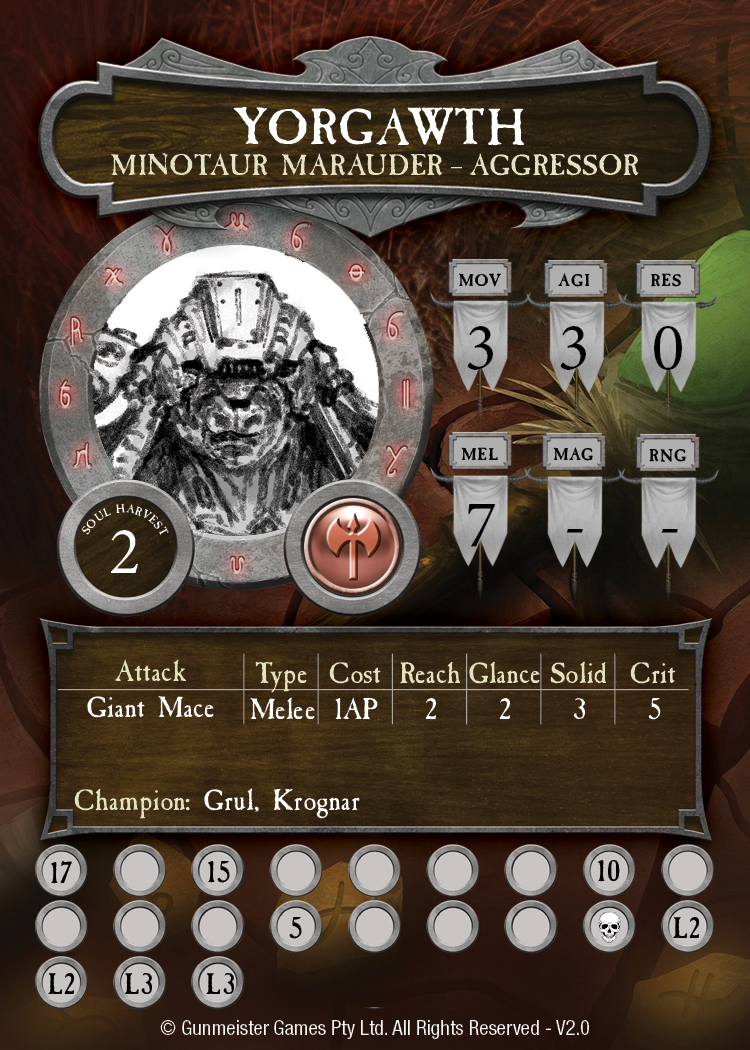 YORGAWTH
MINOTAUR MARAUDER – AGGRESSOR
MOV AGI RES
3 3 0
MEL MAG RNG
7 - -
SOUL HARVEST
2
Attack Type Cost Reach Glance Solid Crit
Giant Mace Melee 1AP 2 2 3 5
Champion: Grul, Krognar
17 15 10
5 L2
L2 L3 L3
© Gunmeister Games Pty Ltd. All Rights Reserved - V2.0